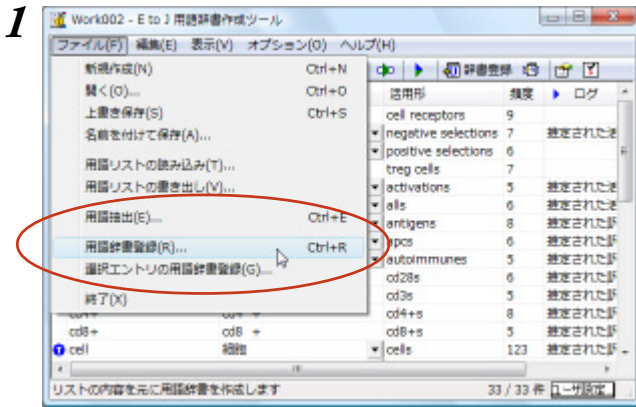 1
Work002 - E to J 用語辞書作成ツール
ファイル(F) 編集(E) 表示(V) オプション(O) ヘルプ(H)
辞書登録
新規作成(N) Ctrl+N
開く(O)... Ctrl+O
上書き保存(S) Ctrl+S
名前を付けて保存(A)...
用語リストの読み込み(T)...
用語リストの書き出し(V)...
用語抽出(E)... Ctrl+E
用語辞書登録(R)... Ctrl+R
選択エントリの用語辞書登録(G)...
終了(X)
活用形 頻度 ログ
cell receptors 9
negative selections 7 推定された
positive selections 6
treg cells 7
activations 5 推定された
alls 6 推定された
antigens 8 推定された訳
apcs 6 推定された訳
autoimmunes 5 推定された訳
cd28s 6 推定された訳
cd3s 5 推定された訳
cd4+ cd4 + cd4+s 8 推定された訳
cd8+ cd8 + cd8+s 5 推定された訳
cell 細胞 cells 123 推定された訳
リストの内容を元に用語辞書を作成します 33 / 33 件 ユーザ設定